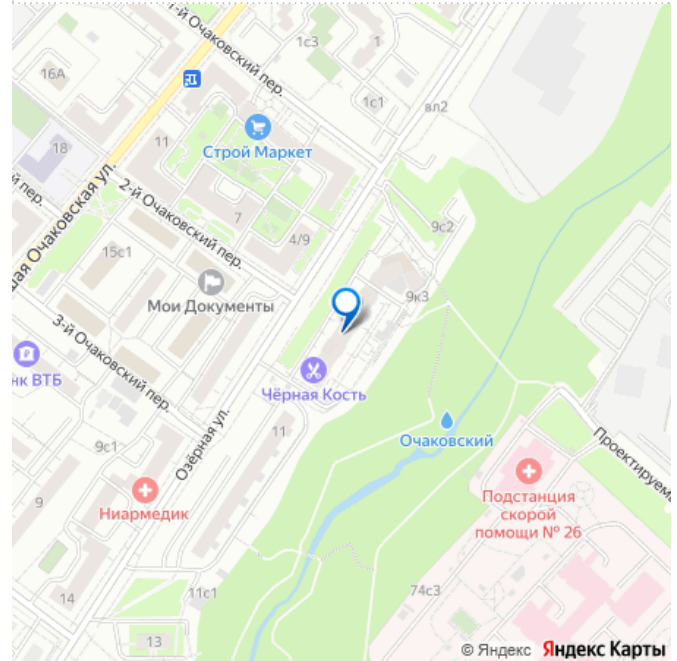 1-й Очаковский пер.
1с3
1
16А
1с1
вл2
11
Строй Маркет
18
2-й Очаковский пер.
7
4/9
9с2
15с1
Мои Документы
9к3
3-й Очаковский пер.
Чёрная Кость
нк ВТБ
Озёрная ул.
11
Очаковский
9с1
9
Ниармедик
Подстанция
скорой
помощи № 26
14
11с1
74с3
13
© Яндекс Яндекс Карты